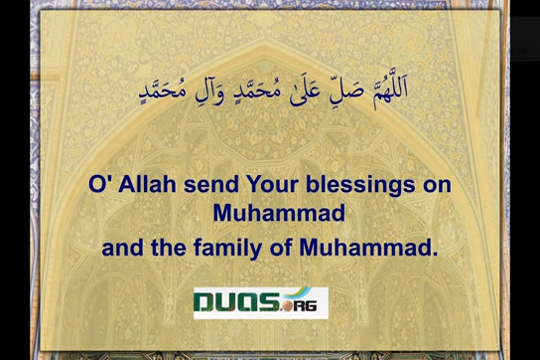 اَللَّهُمَّ صَلِّ عَلَىٰ مُحَمَّدٍ وَآلِ مُحَمَّدٍ
O' Allah send Your blessings on
Muhammad
and the family of Muhammad.
DUAS.ORG